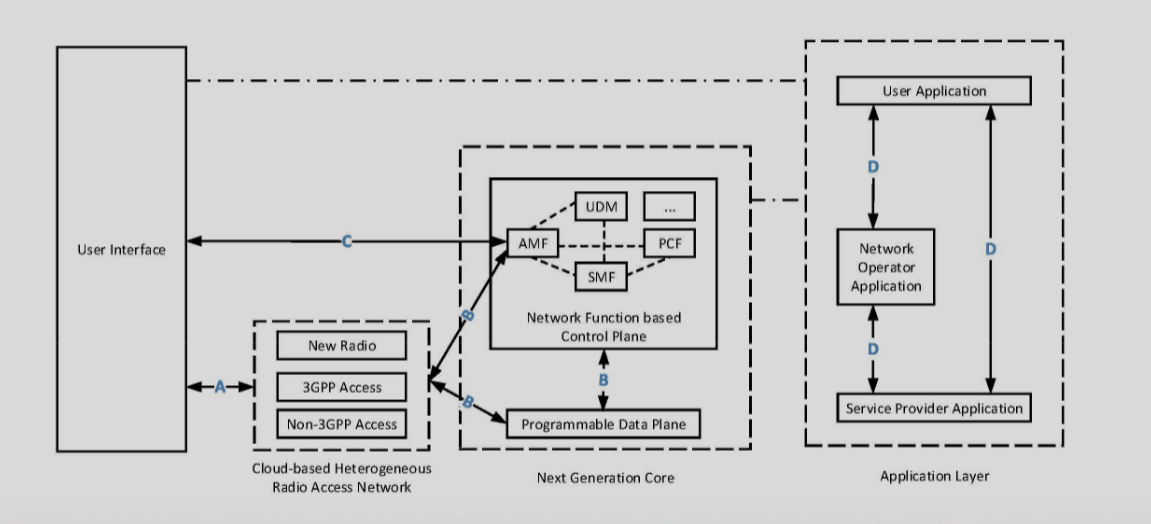 User Interface
A
C
New Radio
3GPP Access
Non-3GPP Access
Cloud-based Heterogeneous
Radio Access Network
B
B
B
UDM
...
AMF
PCF
SMF
Network Function based
Control Plane
Programmable Data Plane
Next Generation Core
User Application
D
Network
Operator
Application
D
D
Service Provider Application
Application Layer